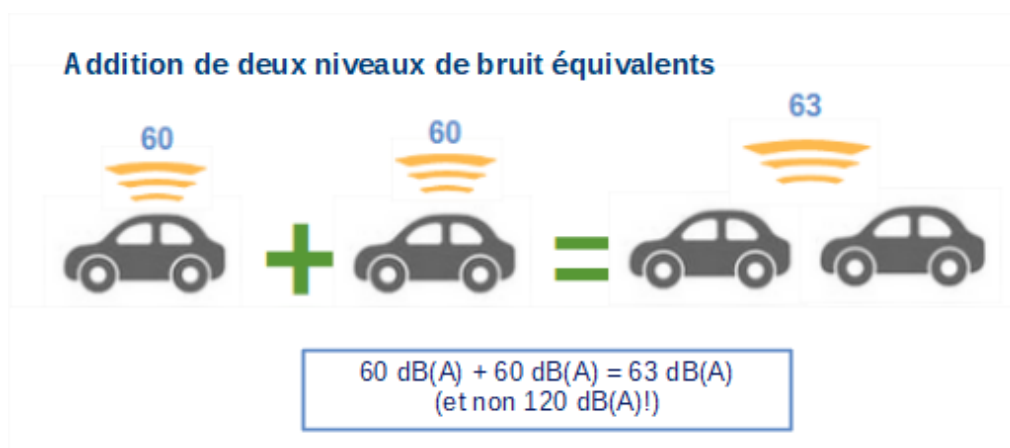 Addition de deux niveaux de bruit équivalents
60
60
63
60 dB(A) + 60 dB(A) = 63 dB(A)
(et non 120 dB(A)!)